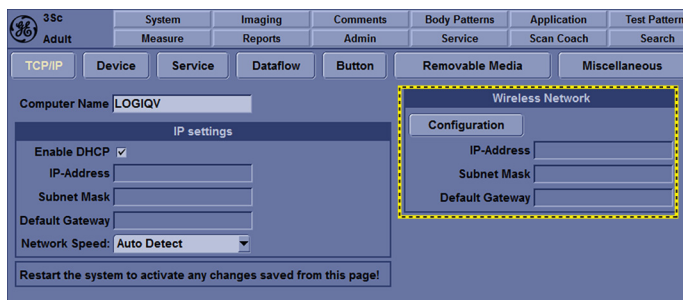 3Sc System Imaging Comments Body Patterns Application Test Pattern
Adult Measure Reports Admin Service Scan Coach Search
TCP/IP Device Service Dataflow Button Removable Media Miscellaneous
Computer Name LOGIQV
IP settings
Enable DHCP
IP-Address
Subnet Mask
Default Gateway
Network Speed: Auto Detect
Restart the system to activate any changes saved from this page!
Wireless Network
Configuration
IP-Address
Subnet Mask
Default Gateway